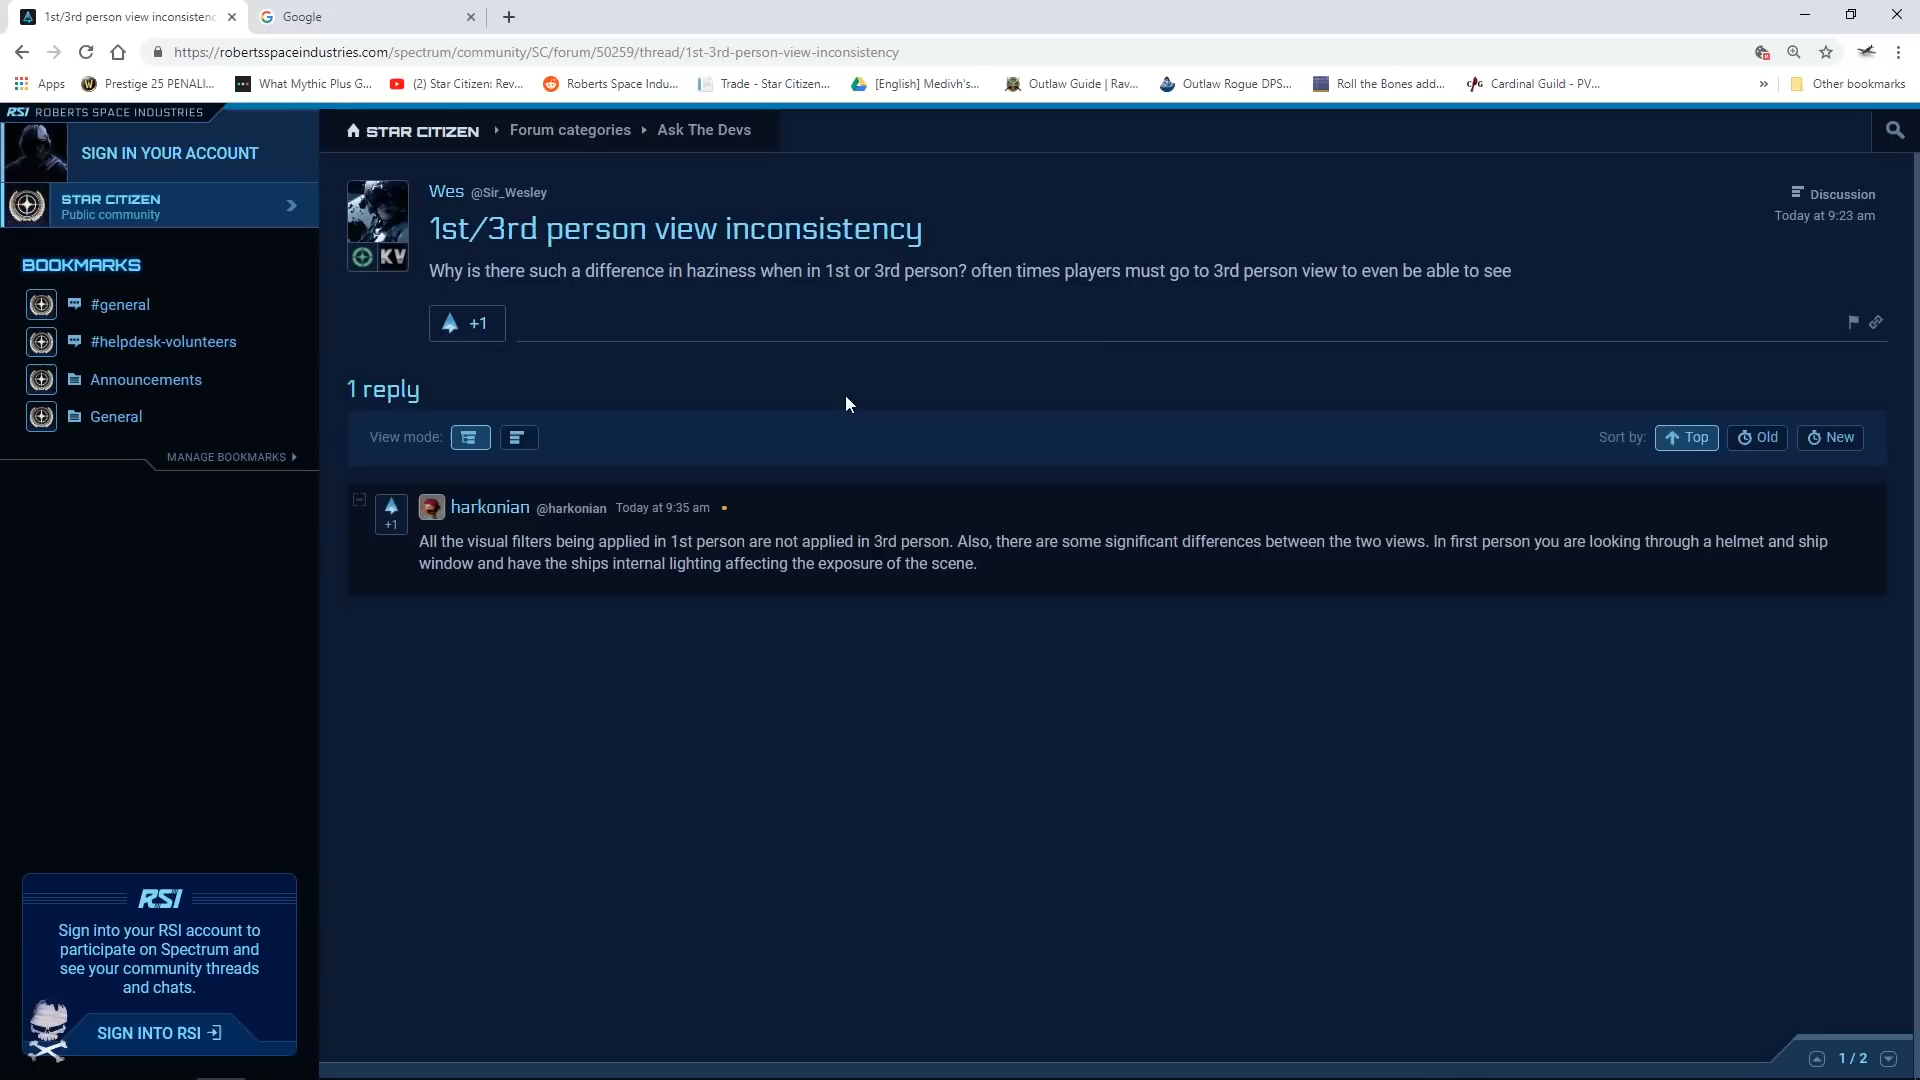 1st/3rd person view inconsistenc
Google
https://robertsspaceindustries.com/spectrum/community/SC/forum/50259/thread/1st-3rd-person-view-inconsistency
Apps
Prestige 25 PENALI...
What Mythic Plus G...
(2) Star Citizen: Rev...
Roberts Space Indu...
Trade - Star Citizen...
[English] Medivh's...
Outlaw Guide | Rav...
Outlaw Rogue DPS...
Roll the Bones add...
Cardinal Guild - PV...
»
Other bookmarks
RSI ROBERTS SPACE INDUSTRIES
SIGN IN YOUR ACCOUNT
STAR CITIZEN
Public community
BOOKMARKS
#general
#helpdesk-volunteers
Announcements
General
MANAGE BOOKMARKS
STAR CITIZEN Forum categories Ask The Devs
Wes @Sir_Wesley
Discussion
Today at 9:23 am
KV
1st/3rd person view inconsistency
Why is there such a difference in haziness when in 1st or 3rd person? often times players must go to 3rd person view to even be able to see
+1
1 reply
View mode:
Sort by: Top Old New
harkonian @harkonian Today at 9:35 am
+1
All the visual filters being applied in 1st person are not applied in 3rd person. Also, there are some significant differences between the two views. In first person you are looking through a helmet and ship
window and have the ships internal lighting affecting the exposure of the scene.
RSI
Sign into your RSI account to
participate on Spectrum and
see your community threads
and chats.
SIGN INTO RSI
1 / 2